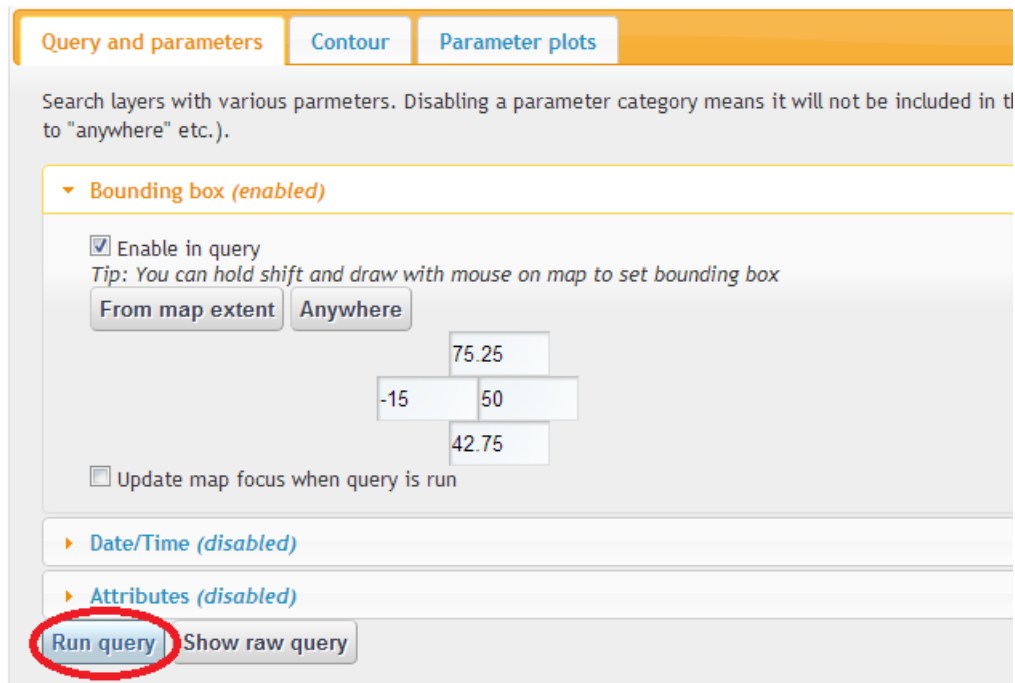 Query and parameters Contour Parameter plots
Search layers with various parmeters. Disabling a parameter category means it will not be included in
to "anywhere" etc.).
Bounding box (enabled)
Enable in query
Tip: You can hold shift and draw with mouse on map to set bounding box
From map extent Anywhere
75.25
-15 50
42.75
Update map focus when query is run
Date/Time (disabled)
Attributes (disabled)
Run query Show raw query